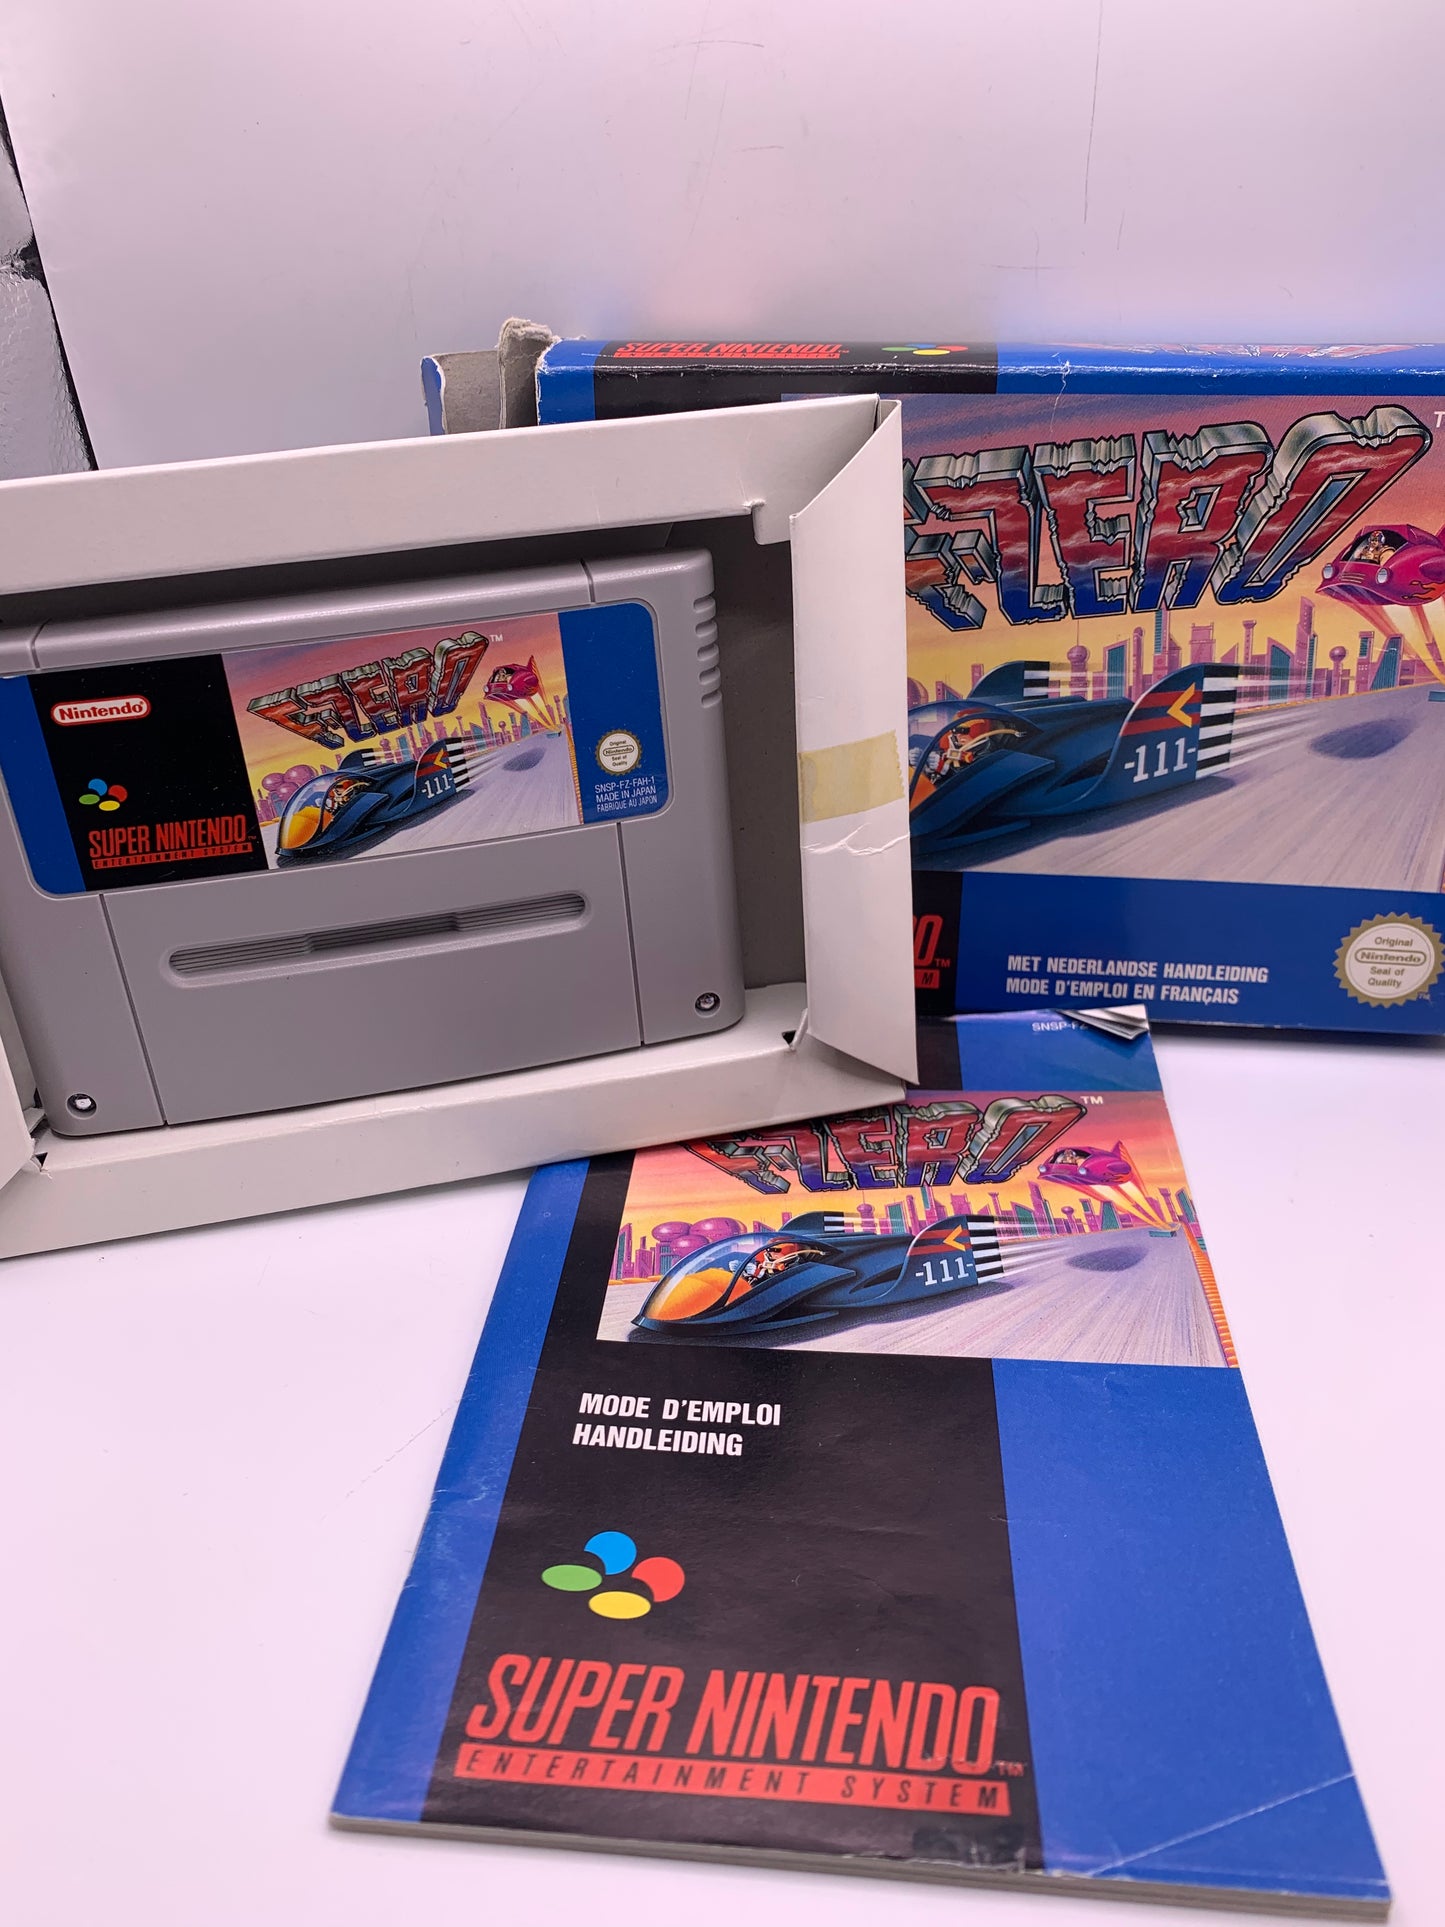 SUPER NINTENDO
ENTERTAINMENT SYSTEM
F-ZERO
-111-
MET NEDERLANDSE HANDLEIDING
MODE D'EMPLOI EN FRANÇAIS
Original
Nintendo
Seal of
Quality
TM
Nintendo
SUPER NINTENDO
ENTERTAINMENT SYSTEM
F-ZERO TM
-111-
Original
Nintendo
Seal of
Quality
SNSP-FZ-FAH-1
MADE IN JAPAN
FABRIQUE AU JAPON
F-ZERO TM
-111-
MODE D'EMPLOI
HANDLEIDING
SUPER NINTENDO TM
ENTERTAINMENT SYSTEM